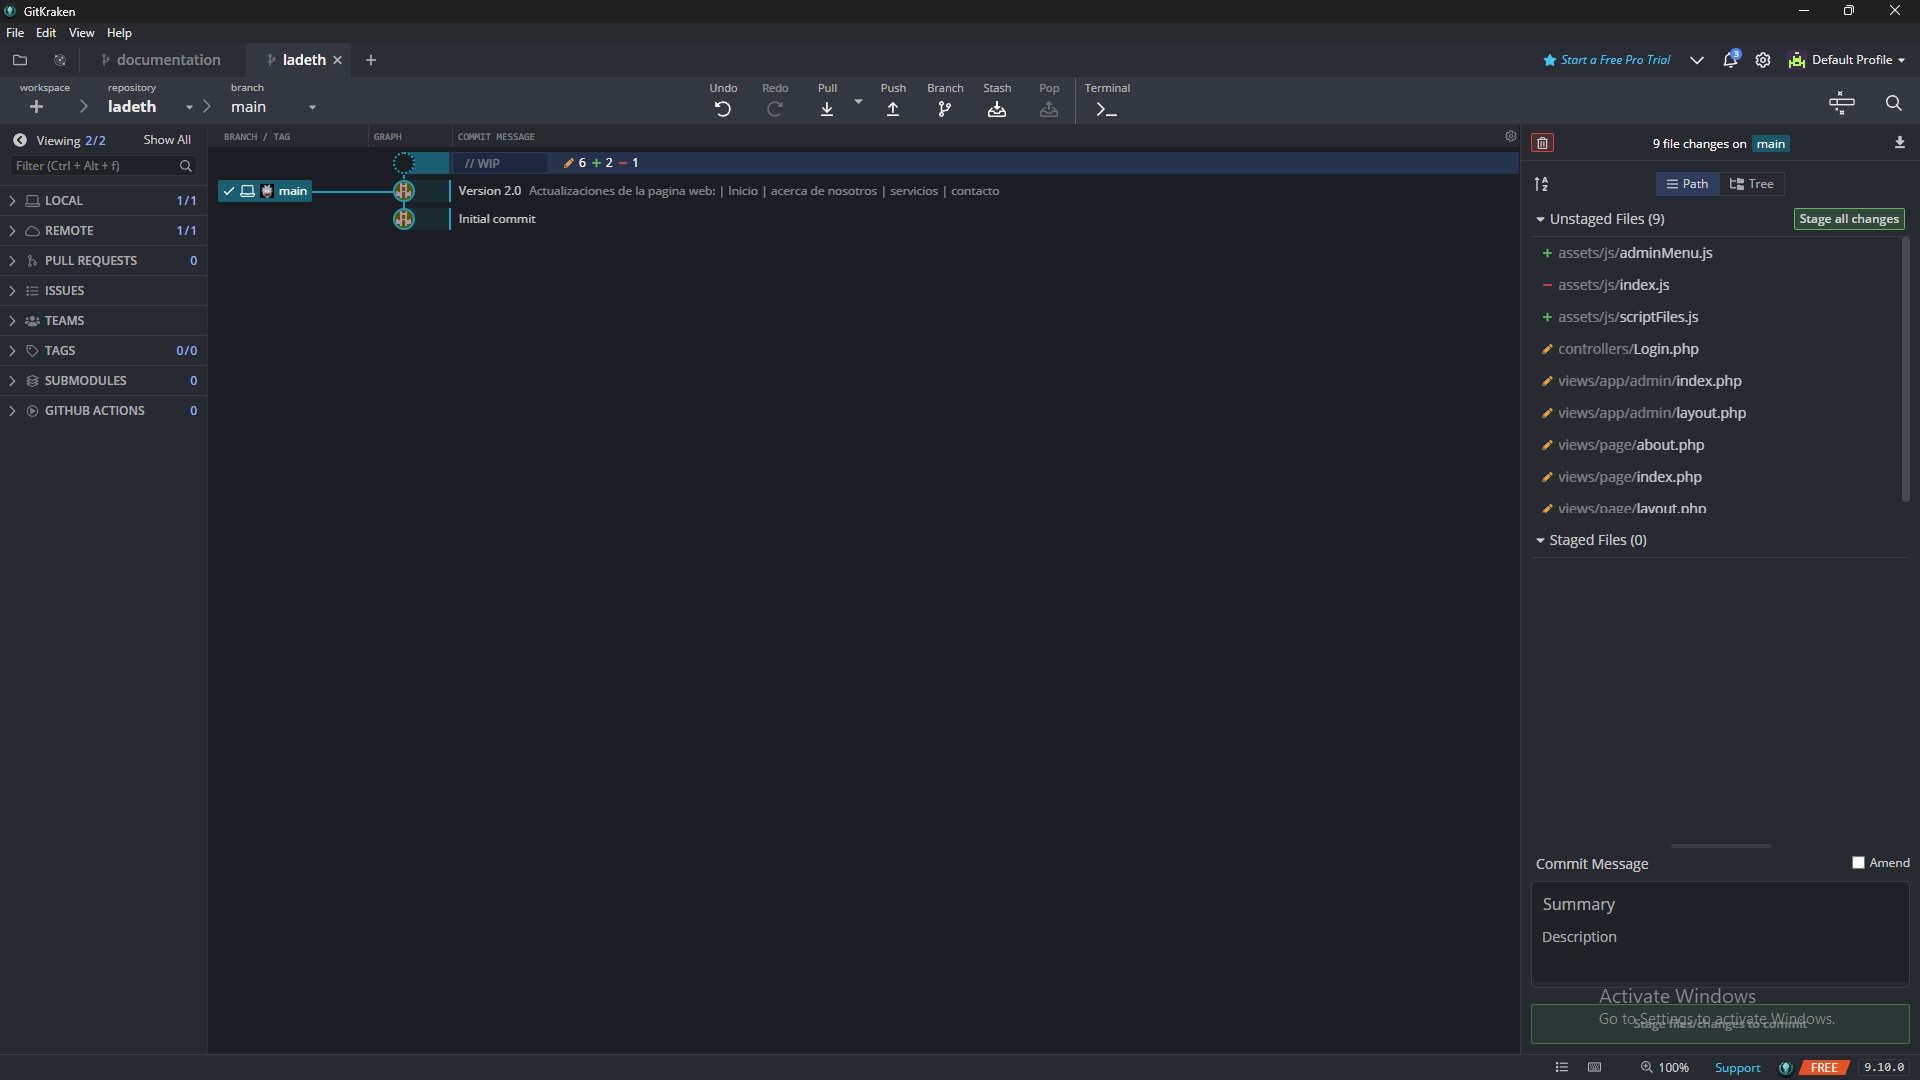 GitKraken
File Edit View Help
documentation ladeth Start a Free Pro Trial 3 Default Profile
workspace repository ladeth branch main
Undo Redo Pull Push Branch Stash Pop Terminal
Viewing 2/2 Show All
Filter (Ctrl + Alt + f)
LOCAL 1/1
REMOTE 1/1
PULL REQUESTS 0
ISSUES
TEAMS
TAGS 0/0
SUBMODULES 0
GITHUB ACTIONS 0
BRANCH / TAG GRAPH COMMIT MESSAGE
// WIP 6 + 2 − 1
main Version 2.0 Actualizaciones de la pagina web: | Inicio | acerca de nosotros | servicios | contacto
Initial commit
9 file changes on main
Path Tree
Unstaged Files (9) Stage all changes
+ assets/js/adminMenu.js
− assets/js/index.js
+ assets/js/scriptFiles.js
controllers/Login.php
views/app/admin/index.php
views/app/admin/layout.php
views/page/about.php
views/page/index.php
views/page/layout.php
Staged Files (0)
Commit Message Amend
Summary
Description
Activate Windows
Go to Settings to activate Windows.
Stage files/changes to commit
100% Support FREE 9.10.0